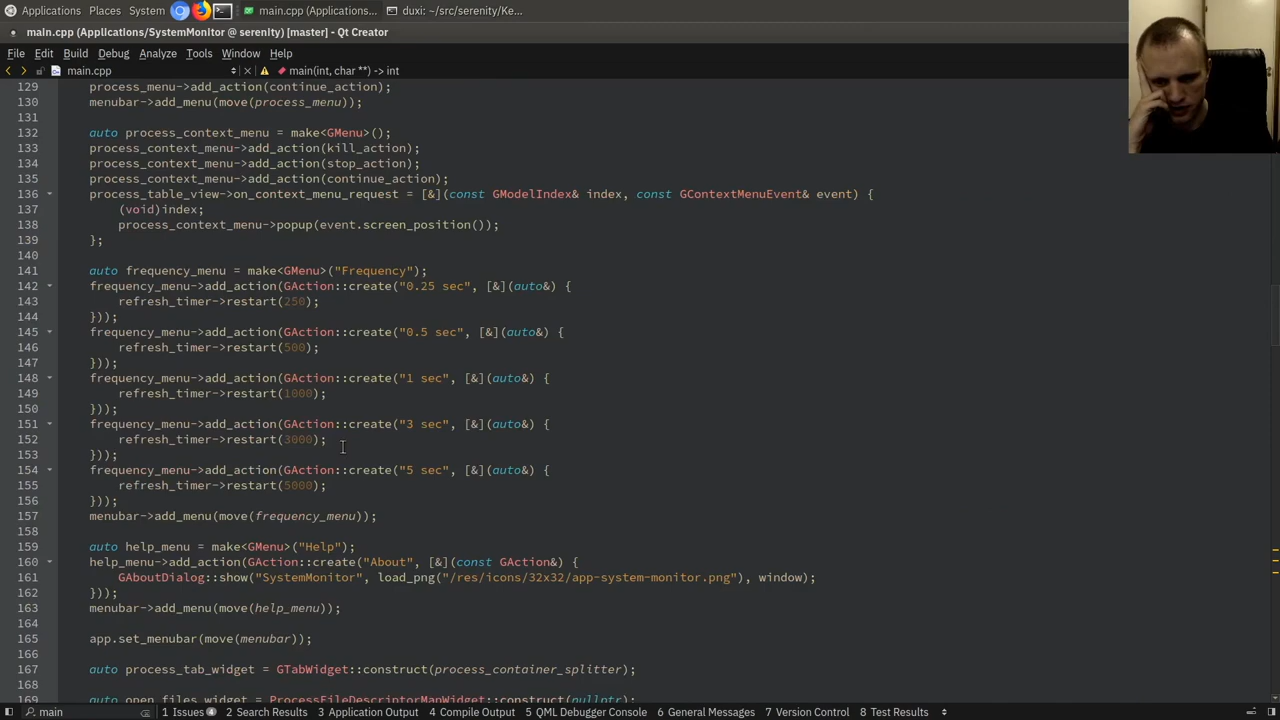 Applications Places System main.cpp (Applications/S... duxi: ~/src/serenity/Ke...
main.cpp (Applications/SystemMonitor @ serenity) [master] - Qt Creator
File Edit Build Debug Analyze Tools Window Help
main.cpp main(int, char **) -> int
129 process_menu->add_action(continue_action);
130 menubar->add_menu(move(process_menu));
131
132 auto process_context_menu = make<GMenu>();
133 process_context_menu->add_action(kill_action);
134 process_context_menu->add_action(stop_action);
135 process_context_menu->add_action(continue_action);
136 process_table_view->on_context_menu_request = [&](const GModelIndex& index, const GContextMenuEvent& event) {
137 (void)index;
138 process_context_menu->popup(event.screen_position());
139 };
140
141 auto frequency_menu = make<GMenu>("Frequency");
142 frequency_menu->add_action(GAction::create("0.25 sec", [&](auto&) {
143 refresh_timer->restart(250);
144 }));
145 frequency_menu->add_action(GAction::create("0.5 sec", [&](auto&) {
146 refresh_timer->restart(500);
147 }));
148 frequency_menu->add_action(GAction::create("1 sec", [&](auto&) {
149 refresh_timer->restart(1000);
150 }));
151 frequency_menu->add_action(GAction::create("3 sec", [&](auto&) {
152 refresh_timer->restart(3000);
153 }));
154 frequency_menu->add_action(GAction::create("5 sec", [&](auto&) {
155 refresh_timer->restart(5000);
156 }));
157 menubar->add_menu(move(frequency_menu));
158
159 auto help_menu = make<GMenu>("Help");
160 help_menu->add_action(GAction::create("About", [&](const GAction&) {
161 GAboutDialog::show("SystemMonitor", load_png("/res/icons/32x32/app-system-monitor.png"), window);
162 }));
163 menubar->add_menu(move(help_menu));
164
165 app.set_menubar(move(menubar));
166
167 auto process_tab_widget = GTabWidget::construct(process_container_splitter);
168
169 auto open_files_widget = ProcessFileDescriptorMapWidget::construct(nullptr);
main 1 Issues 4 2 Search Results 3 Application Output 4 Compile Output 5 QML Debugger Console 6 General Messages 7 Version Control 8 Test Results